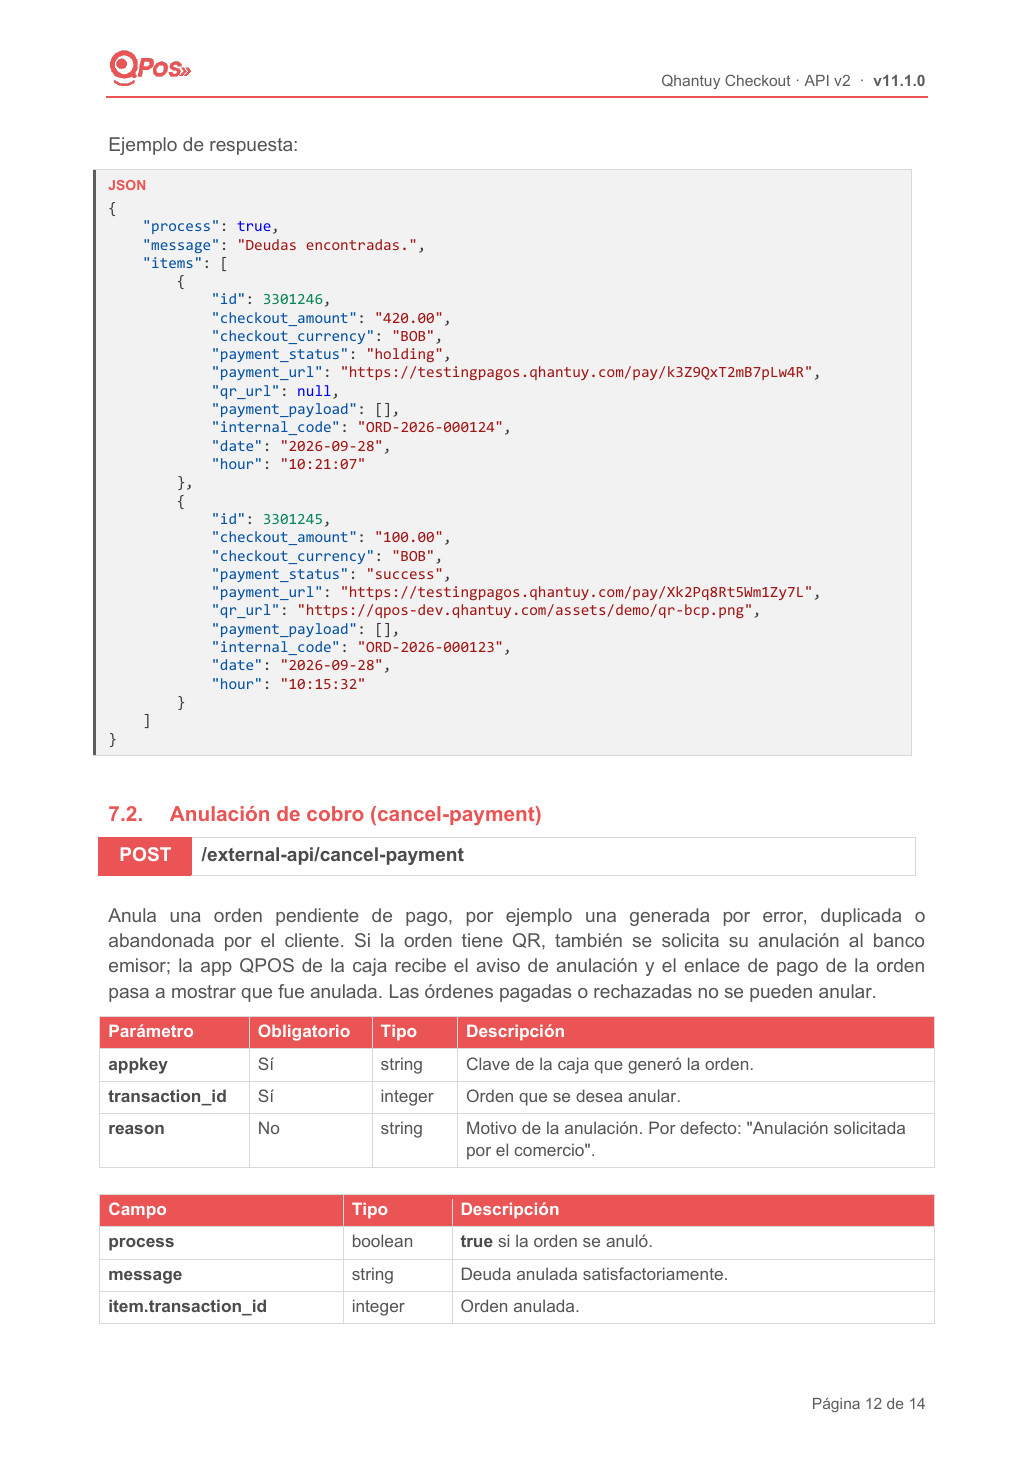 QPos»
Qhantuy Checkout · API v2 · v11.1.0
Ejemplo de respuesta:
JSON
{
    "process": true,
    "message": "Deudas encontradas.",
    "items": [
        {
            "id": 3301246,
            "checkout_amount": "420.00",
            "checkout_currency": "BOB",
            "payment_status": "holding",
            "payment_url": "https://testingpagos.qhantuy.com/pay/k3Z9QxT2mB7pLw4R",
            "qr_url": null,
            "payment_payload": [],
            "internal_code": "ORD-2026-000124",
            "date": "2026-09-28",
            "hour": "10:21:07"
        },
        {
            "id": 3301245,
            "checkout_amount": "100.00",
            "checkout_currency": "BOB",
            "payment_status": "success",
            "payment_url": "https://testingpagos.qhantuy.com/pay/Xk2Pq8Rt5Wm1Zy7L",
            "qr_url": "https://qpos-dev.qhantuy.com/assets/demo/qr-bcp.png",
            "payment_payload": [],
            "internal_code": "ORD-2026-000123",
            "date": "2026-09-28",
            "hour": "10:15:32"
        }
    ]
}
7.2. Anulación de cobro (cancel-payment)
POST /external-api/cancel-payment
Anula una orden pendiente de pago, por ejemplo una generada por error, duplicada o
abandonada por el cliente. Si la orden tiene QR, también se solicita su anulación al banco
emisor; la app QPOS de la caja recibe el aviso de anulación y el enlace de pago de la orden
pasa a mostrar que fue anulada. Las órdenes pagadas o rechazadas no se pueden anular.
Parámetro Obligatorio Tipo Descripción
appkey Sí string Clave de la caja que generó la orden.
transaction_id Sí integer Orden que se desea anular.
reason No string Motivo de la anulación. Por defecto: "Anulación solicitada
por el comercio".
Campo Tipo Descripción
process boolean true si la orden se anuló.
message string Deuda anulada satisfactoriamente.
item.transaction_id integer Orden anulada.
Página 12 de 14